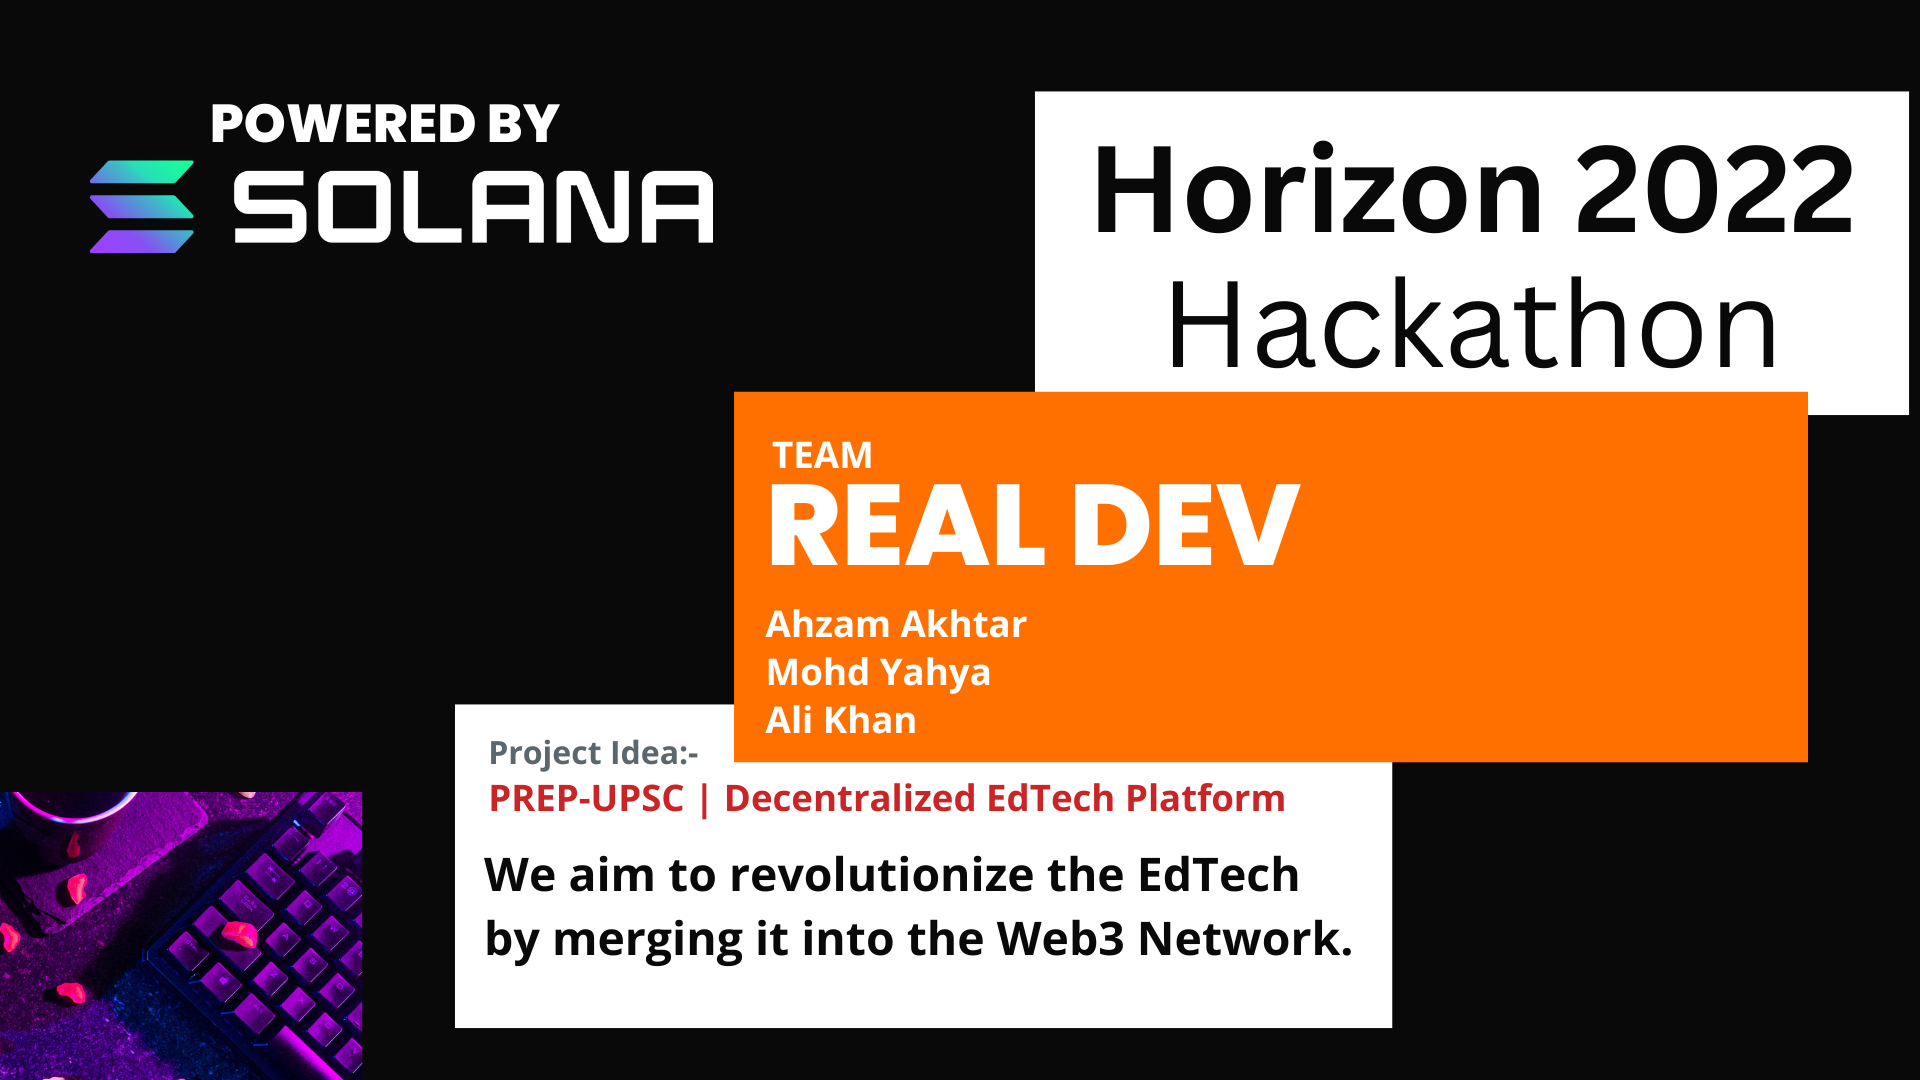 POWERED BY
SOLANA
Horizon 2022
Hackathon
TEAM
REAL DEV
Ahzam Akhtar
Mohd Yahya
Ali Khan
Project Idea:-
PREP-UPSC | Decentralized EdTech Platform
We aim to revolutionize the EdTech
by merging it into the Web3 Network.